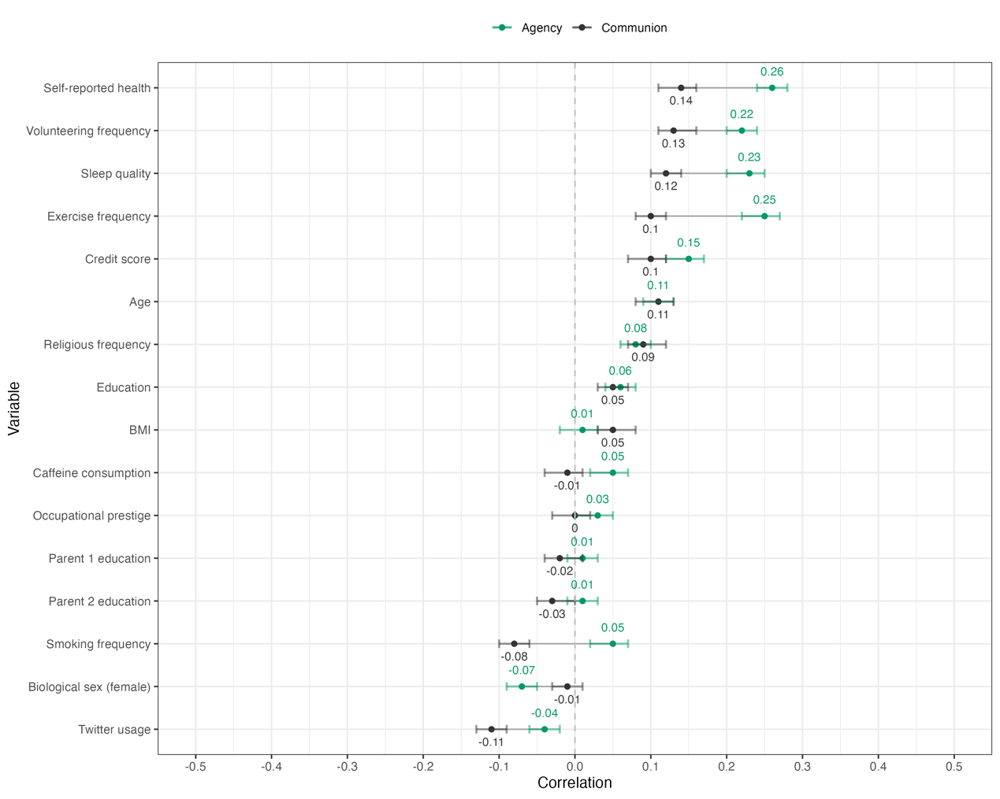 Agency Communion
Variable
0.26
Self-reported health
0.14
0.22
Volunteering frequency
0.13
0.23
Sleep quality
0.12
0.25
Exercise frequency
0.1
0.15
Credit score
0.1
0.11
Age
0.11
0.08
Religious frequency
0.09
0.06
Education
0.05
0.01
BMI
0.05
0.05
Caffeine consumption
-0.01
0.03
Occupational prestige
0
0.01
Parent 1 education
-0.02
0.01
Parent 2 education
-0.03
0.05
Smoking frequency
-0.08
-0.07
Biological sex (female)
-0.01
-0.04
Twitter usage
-0.11
-0.5 -0.4 -0.3 -0.2 -0.1 0.0 0.1 0.2 0.3 0.4 0.5
Correlation